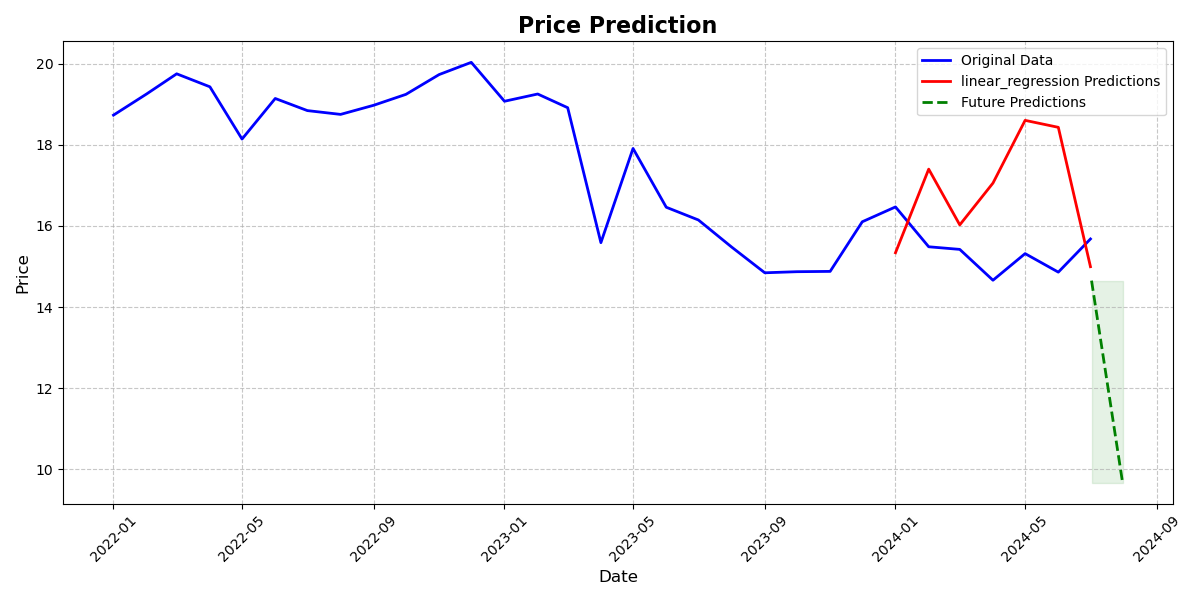 Price Prediction
Original Data
linear_regression Predictions
Future Predictions
Price
20
18
16
14
12
10
2022-01
2022-05
2022-09
2023-01
2023-05
2023-09
2024-01
2024-05
2024-09
Date